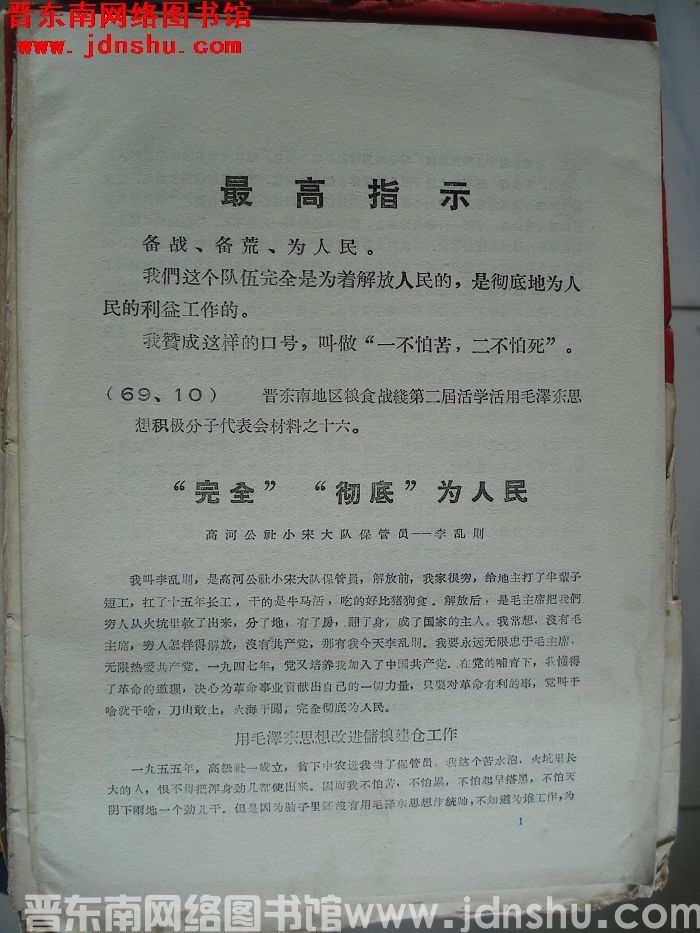 晋东南网络图书馆
www.jdnshu.com
最高指示
备战、备荒、为人民。
我們这个队伍完全是为着解放人民的，是彻底地为人
民的利益工作的。
我贊成这样的口号，叫做“一不怕苦，二不怕死”。
（69、10） 晋东南地区粮食战綫第二屆活学活用毛澤东思
想积极分子代表会材料之十六。
“完全”“彻底”为人民
高河公社小宋大队保管员——李乱则
我叫李乱则，是高河公社小宋大队保管員，解放前，我家很穷，给地主打了半輩子
短工，扛了十五年长工，干的是牛马活，吃的好比猪狗食。解放后，是毛主席把我們
穷人从火坑里救了出来，分了地，有了房，翻了身，成了国家的主人。我常想，沒有毛
主席，穷人怎样得解放，沒有共产党，那有我今天李乱则。我要永远无限忠于毛主席，
无限热爱共产党。一九四七年，党又培养我加入了中国共产党。在党的哺育下，我懂得
了革命的道理，决心为革命事业貢献出自己的一切力量，只要对革命有利的事，党叫干
啥就干啥，刀山敢上，火海干闖，完全彻底为人民。
用毛澤东思想改进儲粮建仓工作
一九五五年，高級社一成立，貧下中农选我当了保管員。我这个苦水泡，火坑里长
大的人，恨不得把浑身劲儿都使出来。因而我不怕苦，不怕累，不怕起早搭黑，不怕天
阴下雨地一个劲儿干。但是因为脑子里还沒有用毛澤东思想作統帅，不知道为誰工作，为
1
晋东南网络图书馆www.jdnshu.com